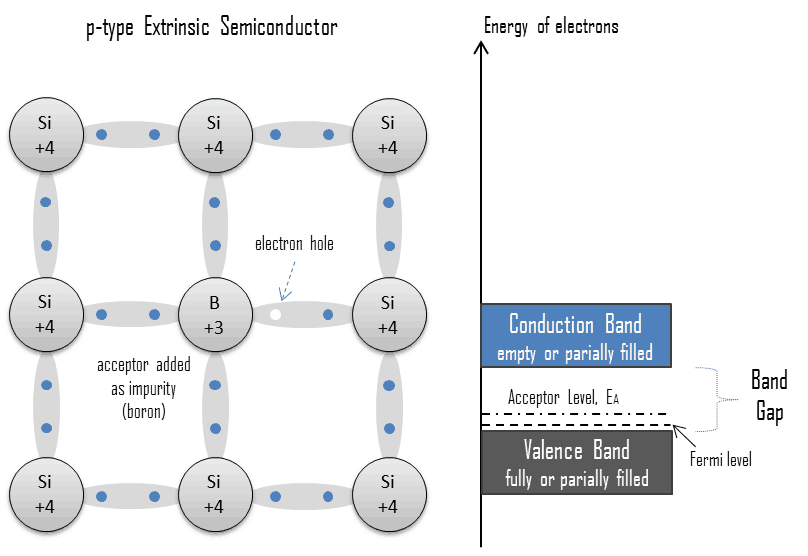 p-type Extrinsic Semiconductor
Energy of electrons
Si
+4
Si
+4
Si
+4
electron hole
Si
+4
B
+3
Si
+4
acceptor added
as impurity
(boron)
Si
+4
Si
+4
Si
+4
Conduction Band
empty or parially filled
Acceptor Level, EA
Band
Gap
Valence Band
fully or parially filled
Fermi level